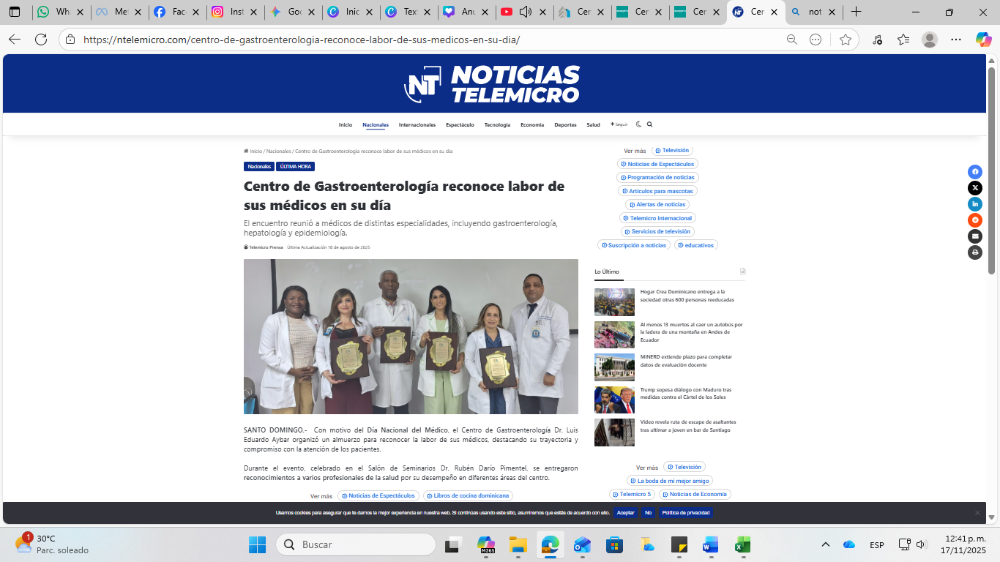 Wh
Met
Fac
Inst
Goo
Inic
Tex
Anu
Cer
Cer
Cer
Cer
not
https://ntelemicro.com/centro-de-gastroenterologia-reconoce-labor-de-sus-medicos-en-su-dia/
NT NOTICIAS
TELEMICRO
Inicio Nacionales Internacionales Espectáculo Tecnología Economía Deportes Salud + Seguir
Inicio / Nacionales / Centro de Gastroenterología reconoce labor de sus médicos en su día
Nacionales ÚLTIMA HORA
Centro de Gastroenterología reconoce labor de
sus médicos en su día
El encuentro reunió a médicos de distintas especialidades, incluyendo gastroenterología,
hepatología y epidemiología.
Telemicro Prensa Última Actualización 18 de agosto de 2025
SANTO DOMINGO.- Con motivo del Día Nacional del Médico, el Centro de Gastroenterología Dr. Luis
Eduardo Aybar organizó un almuerzo para reconocer la labor de sus médicos, destacando su trayectoria y
compromiso con la atención de los pacientes.
Durante el evento, celebrado en el Salón de Seminarios Dr. Rubén Darío Pimentel, se entregaron
reconocimientos a varios profesionales de la salud por su desempeño en diferentes áreas del centro.
Ver más Noticias de Espectáculos Libros de cocina dominicana
Ver más Televisión
Noticias de Espectáculos
Programación de noticias
Artículos para mascotas
Alertas de noticias
Telemicro Internacional
Servicios de televisión
Suscripción a noticias educativos
Lo Último
Hogar Crea Dominicano entrega a la
sociedad otras 600 personas reeducadas
Al menos 13 muertos al caer un autobús por
la ladera de una montaña en Andes de
Ecuador
MINERD extiende plazo para completar
datos de evaluación docente
Trump sopesa diálogo con Maduro tras
medidas contra el Cártel de los Soles
Video revela ruta de escape de asaltantes
tras ultimar a joven en bar de Santiago
Ver más Televisión
La boda de mi mejor amigo
Telemicro 5 Noticias de Economía
Usamos cookies para asegurar que te damos la mejor experiencia en nuestra web. Si continúas usando este sitio, asumiremos que estás de acuerdo con ello. Aceptar No Política de privacidad
1
30°C
Parc. soleado
Buscar
M365
ESP
12:41 p. m.
17/11/2025